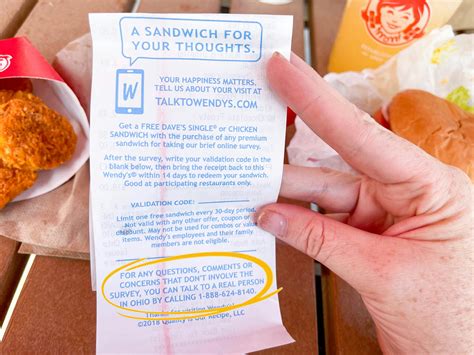 A SANDWICH FOR
YOUR THOUGHTS.
W
YOUR HAPPINESS MATTERS.
TELL US ABOUT YOUR VISIT AT
TALKTOWENDYS.COM
Get a FREE DAVE'S SINGLE® or CHICKEN
SANDWICH with the purchase of any premium
sandwich for taking our brief online survey.
After the survey, write your validation code in the
blank below, then bring the receipt back to this
Wendy's® within 14 days to redeem your sandwich.
Good at participating restaurants only.
VALIDATION CODE:
Limit one free sandwich every 30-day period.
Not valid with any other offer, coupon or
discount. May not be used for combo or value
items. Wendy's employees and their family
members are not eligible.
FOR ANY QUESTIONS, COMMENTS OR
CONCERNS THAT DON'T INVOLVE THE
SURVEY, YOU CAN TALK TO A REAL PERSON
IN OHIO BY CALLING 1-888-624-8140.
Thanks for visiting Wendy's!
©2018 Quality Is Our Recipe, LLC